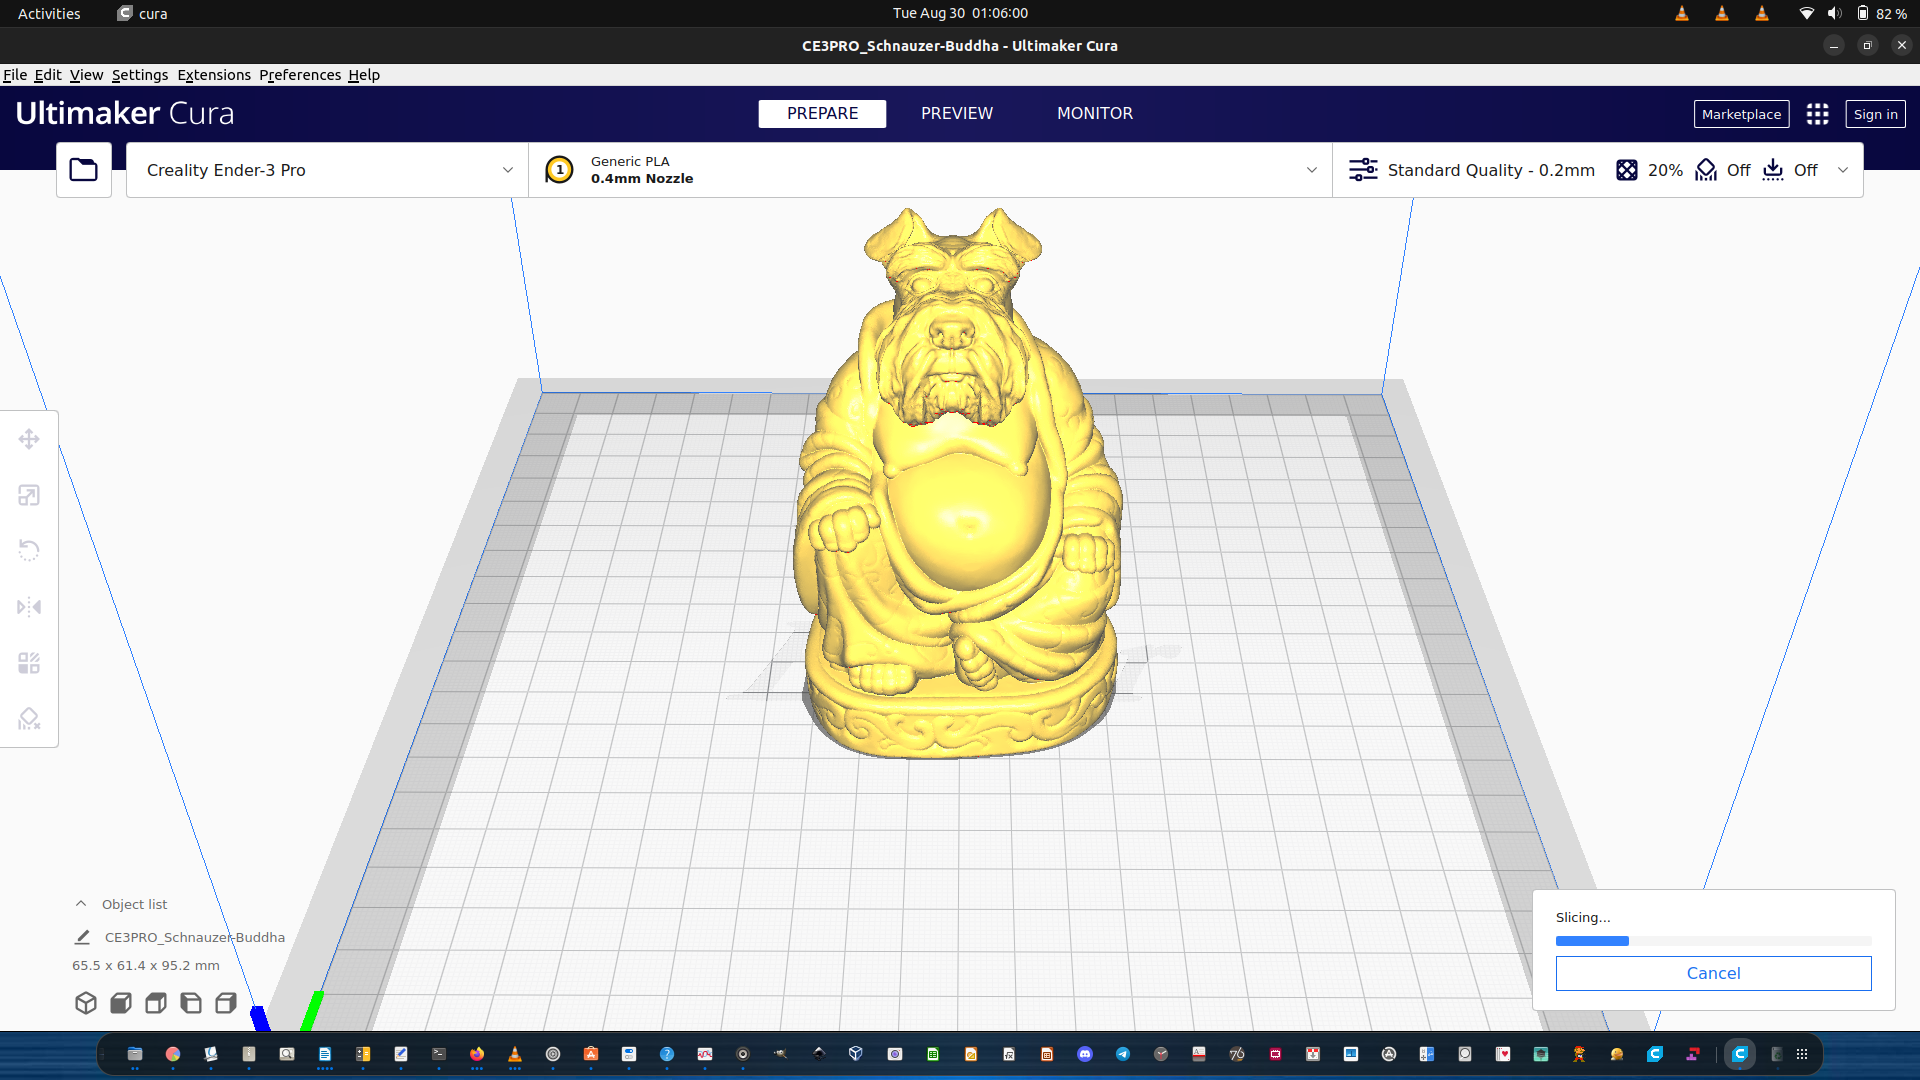 Activities
cura
Tue Aug 30 01:06:00
82 %
CE3PRO_Schnauzer-Buddha - Ultimaker Cura
File Edit View Settings Extensions Preferences Help
Ultimaker Cura
PREPARE
PREVIEW
MONITOR
Marketplace
Sign in
Creality Ender-3 Pro
1
Generic PLA
0.4mm Nozzle
Standard Quality - 0.2mm
20%
Off
Off
Object list
CE3PRO_Schnauzer-Buddha
65.5 x 61.4 x 95.2 mm
Slicing...
Cancel